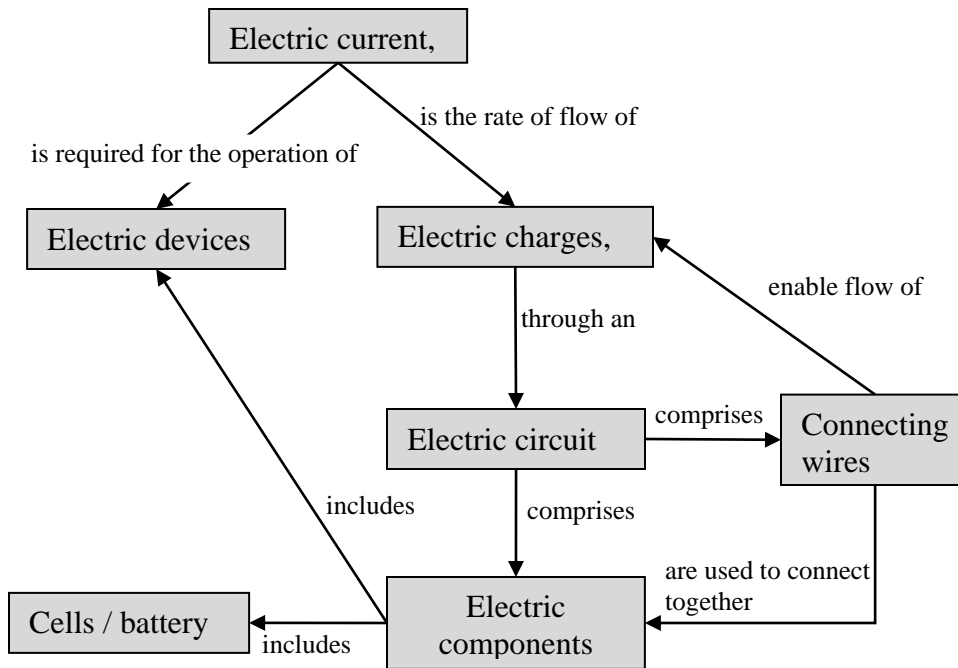 Electric current,
is the rate of flow of
is required for the operation of
Electric devices
Electric charges,
enable flow of
through an
comprises
Electric circuit
Connecting
wires
includes
comprises
are used to connect
together
Electric
components
Cells / battery
includes